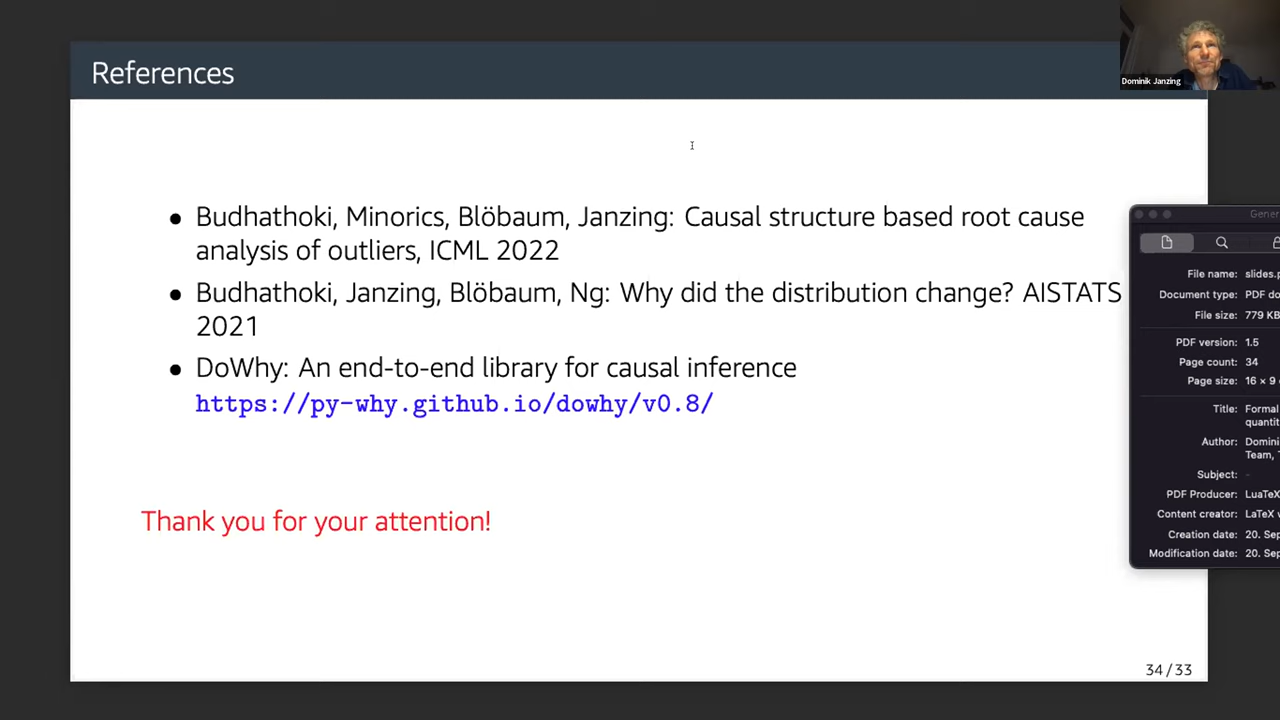 References
Dominik Janzing
• Budhathoki, Minorics, Blöbaum, Janzing: Causal structure based root cause
analysis of outliers, ICML 2022
• Budhathoki, Janzing, Blöbaum, Ng: Why did the distribution change? AISTATS
2021
• DoWhy: An end-to-end library for causal inference
https://py-why.github.io/dowhy/v0.8/
Thank you for your attention!
34 / 33
Gener
File name: slides.p
Document type: PDF do
File size: 779 KB
PDF version: 1.5
Page count: 34
Page size: 16 × 9
Title: Formal
quantit
Author: Domini
Team, T
Subject: -
PDF Producer: LuaTeX
Content creator: LaTeX v
Creation date: 20. Sep
Modification date: 20. Sep